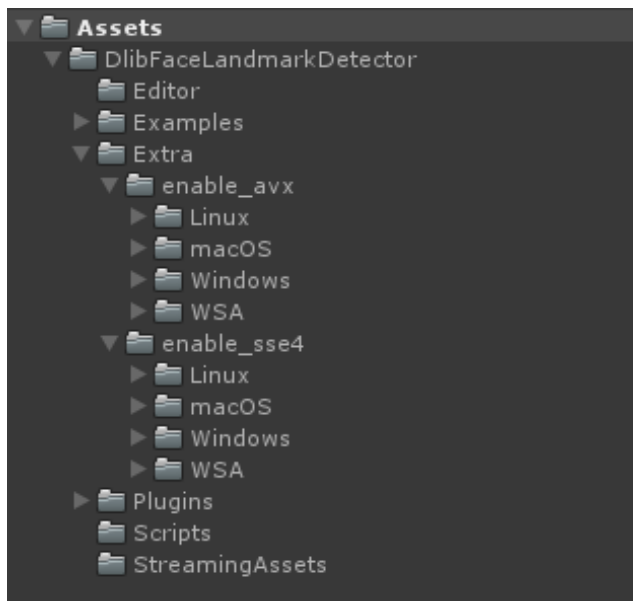 Assets
DlibFaceLandmarkDetector
Editor
Examples
Extra
enable_avx
Linux
macOS
Windows
WSA
enable_sse4
Linux
macOS
Windows
WSA
Plugins
Scripts
StreamingAssets